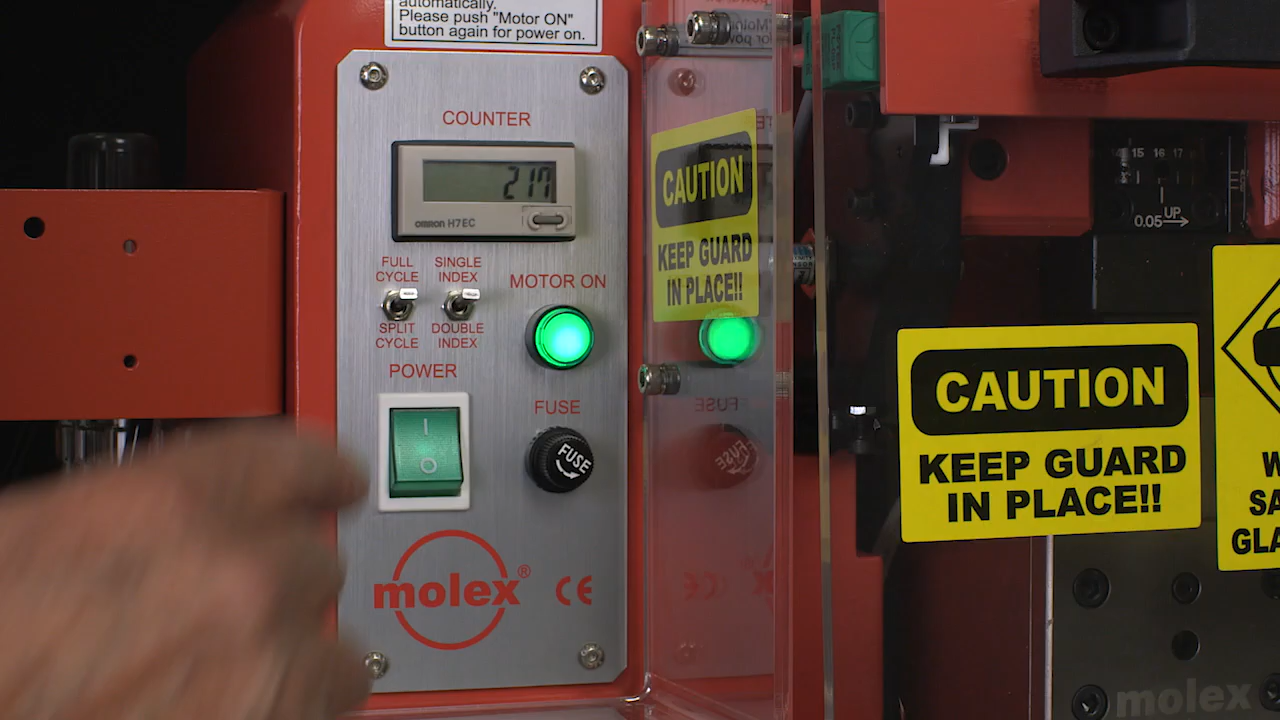 automatically.
Please push "Motor ON"
button again for power on.
COUNTER
217
omron H7EC
FULL
CYCLE
SINGLE
INDEX
SPLIT
CYCLE
DOUBLE
INDEX
MOTOR ON
POWER
I
O
FUSE
FUSE
molex®
CE
CAUTION
KEEP GUARD
IN PLACE!!
15 16 17
UP
0.05
CAUTION
KEEP GUARD
IN PLACE!!
molex